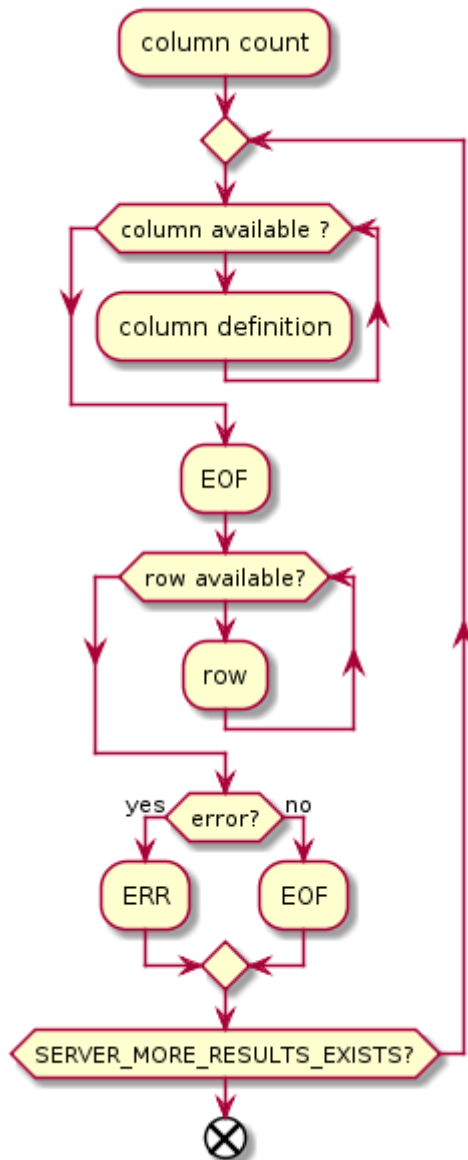 column count
column available ?
column definition
EOF
row available?
row
yes
error?
no
ERR
EOF
SERVER_MORE_RESULTS_EXISTS?